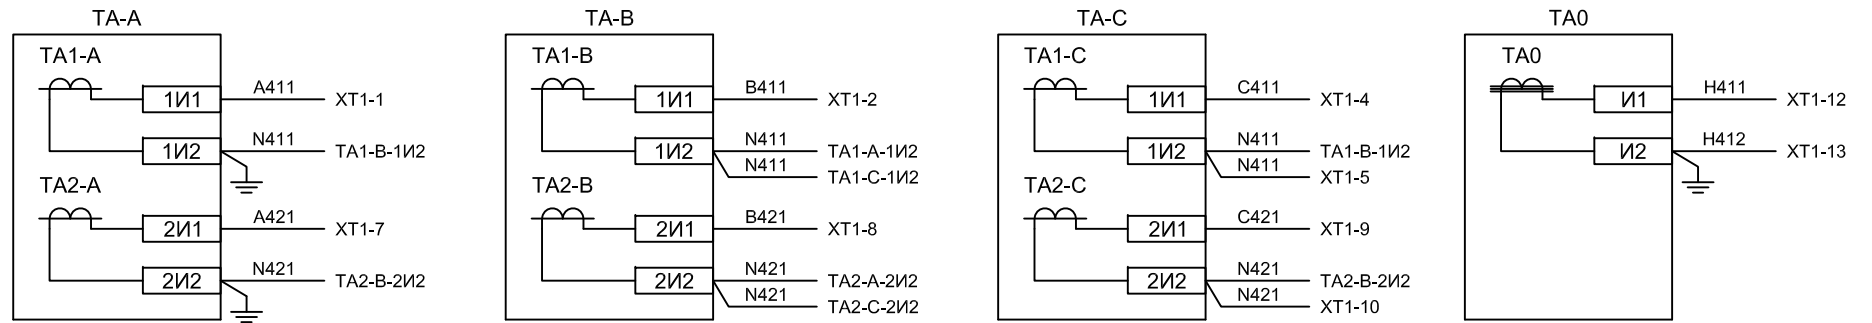 TA-A
TA1-A
1И1
A411
XT1-1
1И2
N411
TA1-B-1И2
TA2-A
2И1
A421
XT1-7
2И2
N421
TA2-B-2И2
TA-B
TA1-B
1И1
B411
XT1-2
1И2
N411
TA1-A-1И2
N411
TA1-C-1И2
TA2-B
2И1
B421
XT1-8
2И2
N421
TA2-A-2И2
N421
TA2-C-2И2
TA-C
TA1-C
1И1
C411
XT1-4
1И2
N411
TA1-B-1И2
N411
XT1-5
TA2-C
2И1
C421
XT1-9
2И2
N421
TA2-B-2И2
N421
XT1-10
TA0
TA0
И1
H411
XT1-12
И2
H412
XT1-13